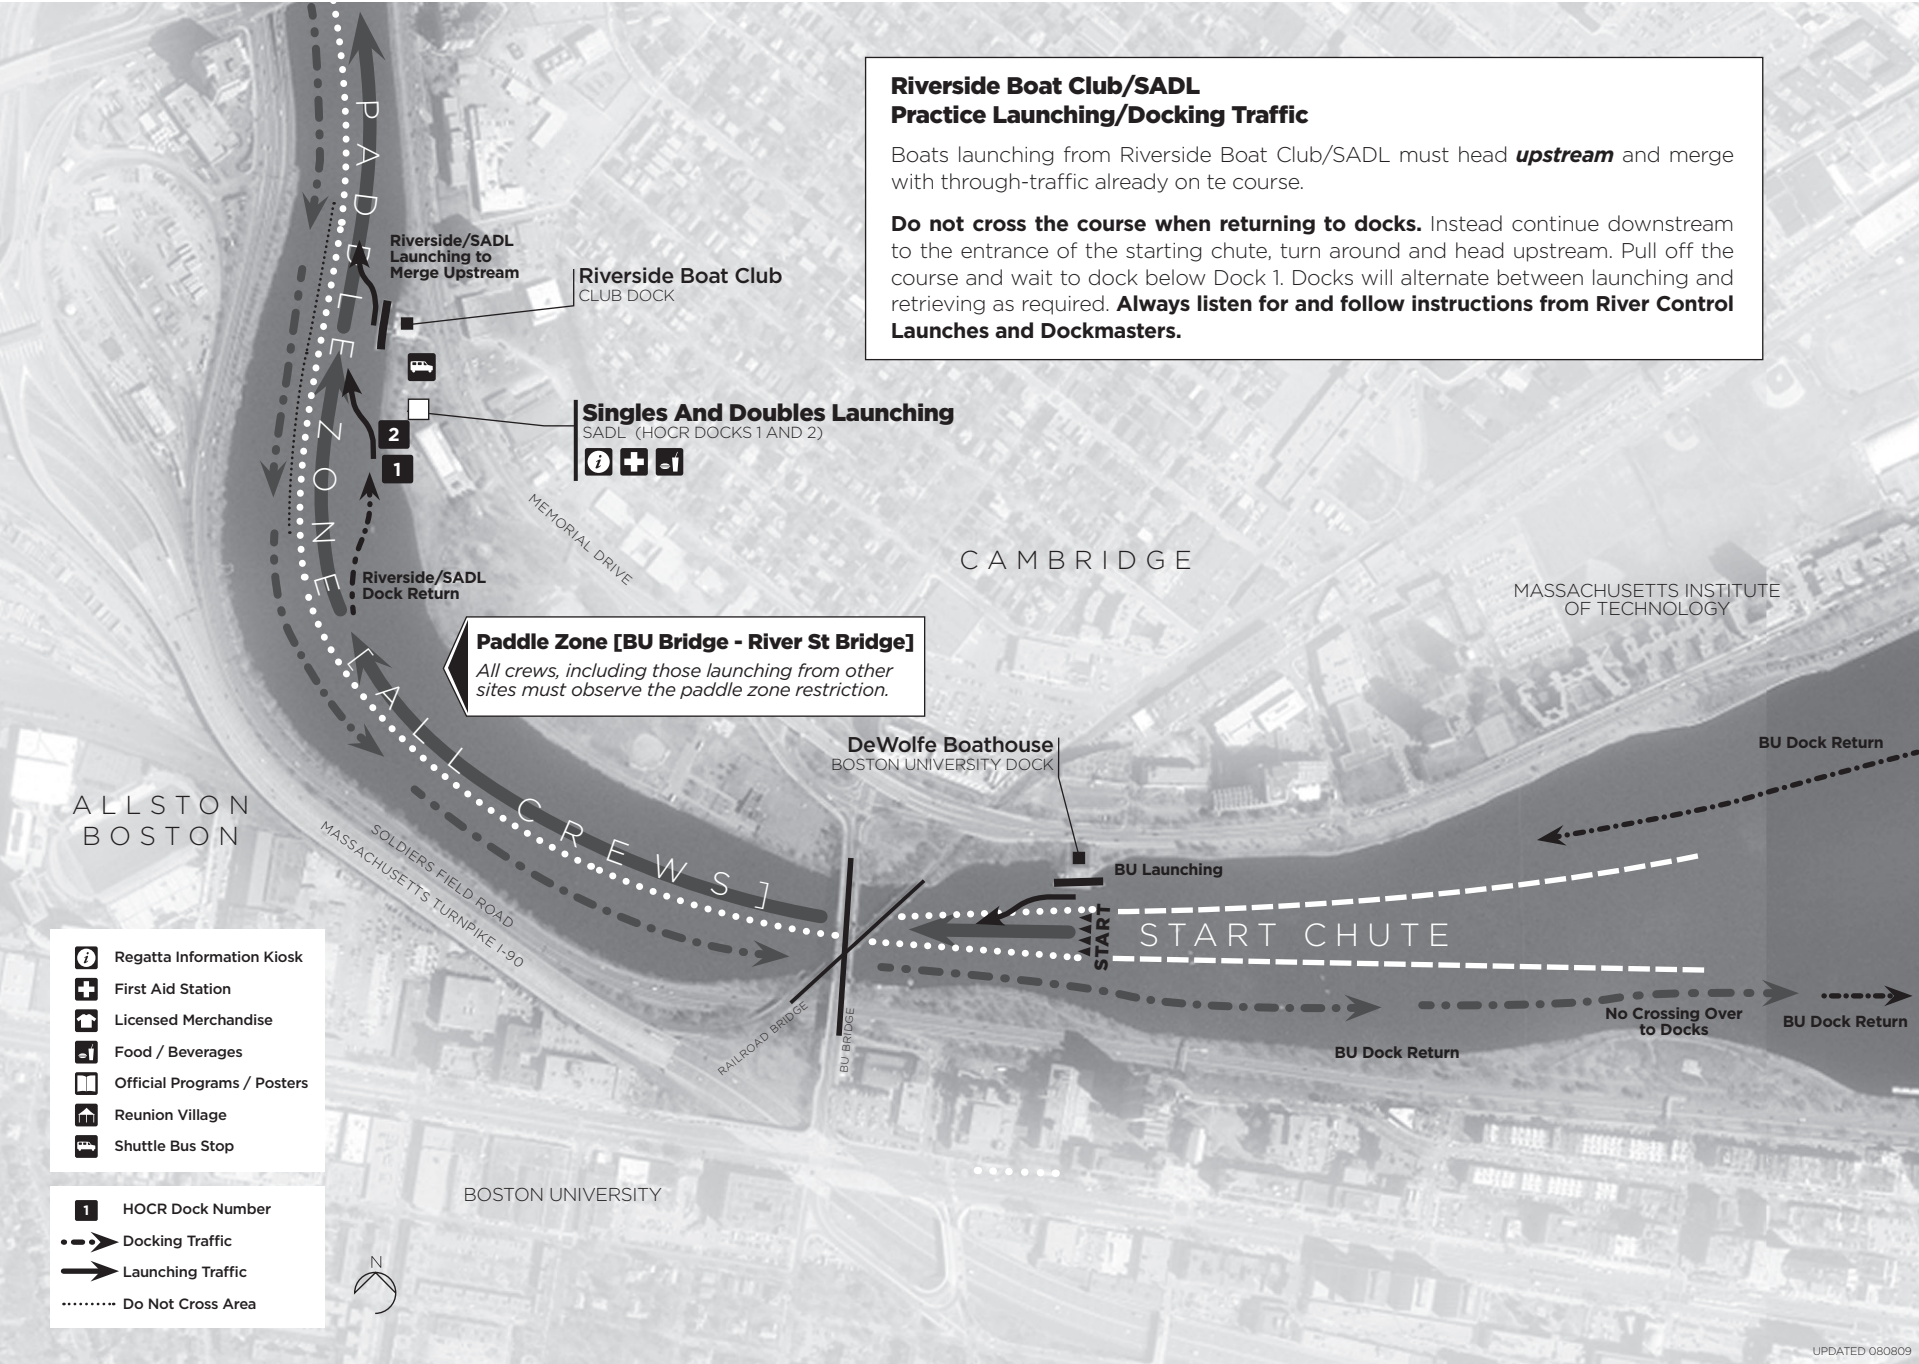 Riverside Boat Club/SADL
Practice Launching/Docking Traffic
Boats launching from Riverside Boat Club/SADL must head upstream and merge
with through-traffic already on te course.
Do not cross the course when returning to docks. Instead continue downstream
to the entrance of the starting chute, turn around and head upstream. Pull off the
course and wait to dock below Dock 1. Docks will alternate between launching and
retrieving as required. Always listen for and follow instructions from River Control
Launches and Dockmasters.
PADDLE ZONE
[ALL CREWS]
Riverside/SADL
Launching to
Merge Upstream
Riverside Boat Club
CLUB DOCK
Singles And Doubles Launching
SADL (HOCR DOCKS 1 AND 2)
2
1
MEMORIAL DRIVE
CAMBRIDGE
Riverside/SADL
Dock Return
MASSACHUSETTS INSTITUTE
OF TECHNOLOGY
Paddle Zone [BU Bridge - River St Bridge]
All crews, including those launching from other
sites must observe the paddle zone restriction.
DeWolfe Boathouse
BOSTON UNIVERSITY DOCK
BU Dock Return
ALLSTON
BOSTON
SOLDIERS FIELD ROAD
MASSACHUSETTS TURNPIKE I-90
BU Launching
START
START CHUTE
RAILROAD BRIDGE
BU BRIDGE
No Crossing Over
to Docks
BU Dock Return
BU Dock Return
Regatta Information Kiosk
First Aid Station
Licensed Merchandise
Food / Beverages
Official Programs / Posters
Reunion Village
Shuttle Bus Stop
BOSTON UNIVERSITY
1 HOCR Dock Number
Docking Traffic
Launching Traffic
Do Not Cross Area
N
UPDATED 080809